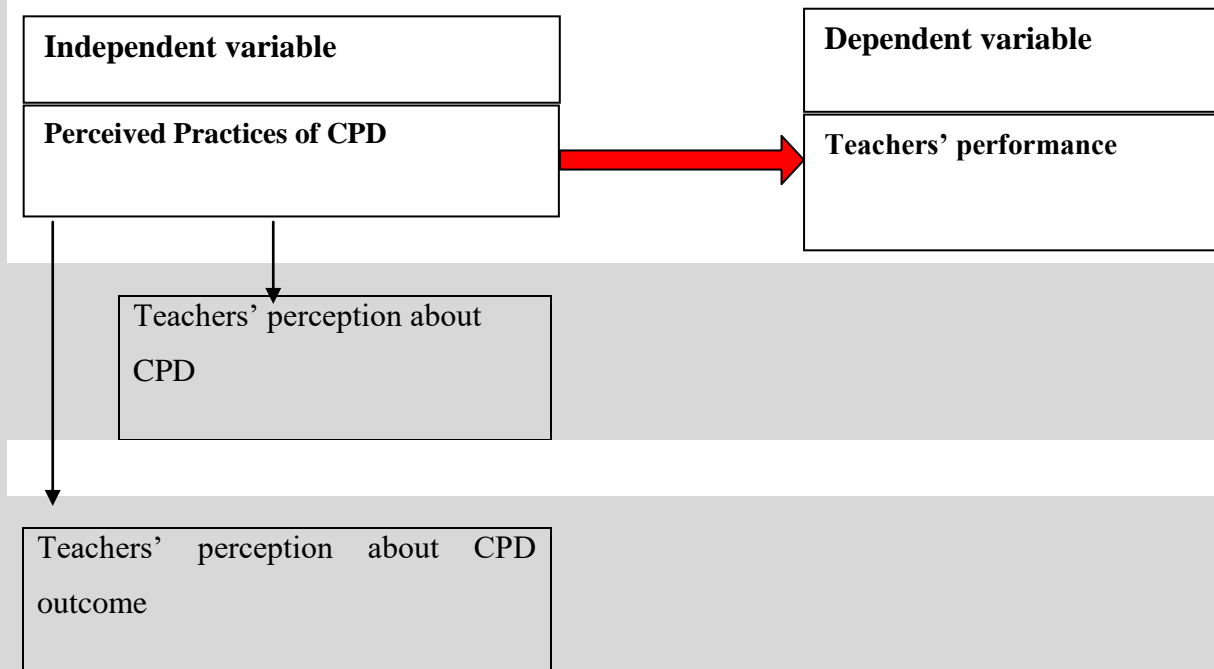 Independent variable
Dependent variable
Perceived Practices of CPD
Teachers’ performance
Teachers’ perception about
CPD
Teachers’ perception about CPD
outcome